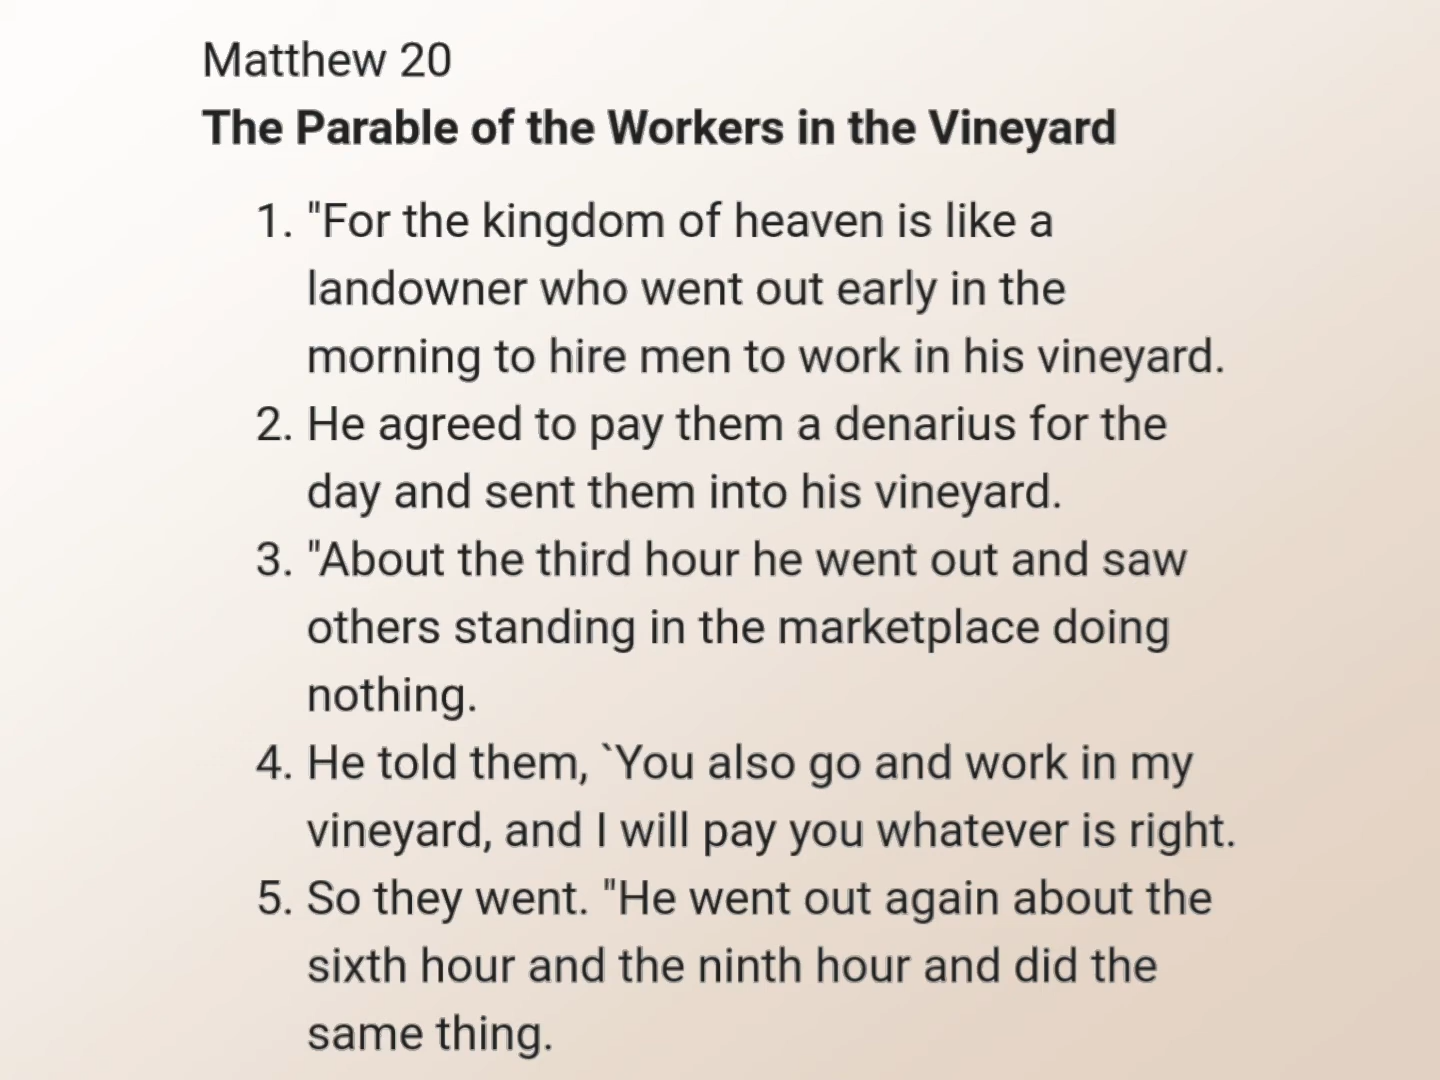 Matthew 20
The Parable of the Workers in the Vineyard
1. "For the kingdom of heaven is like a
landowner who went out early in the
morning to hire men to work in his vineyard.
2. He agreed to pay them a denarius for the
day and sent them into his vineyard.
3. "About the third hour he went out and saw
others standing in the marketplace doing
nothing.
4. He told them, `You also go and work in my
vineyard, and I will pay you whatever is right.
5. So they went. "He went out again about the
sixth hour and the ninth hour and did the
same thing.